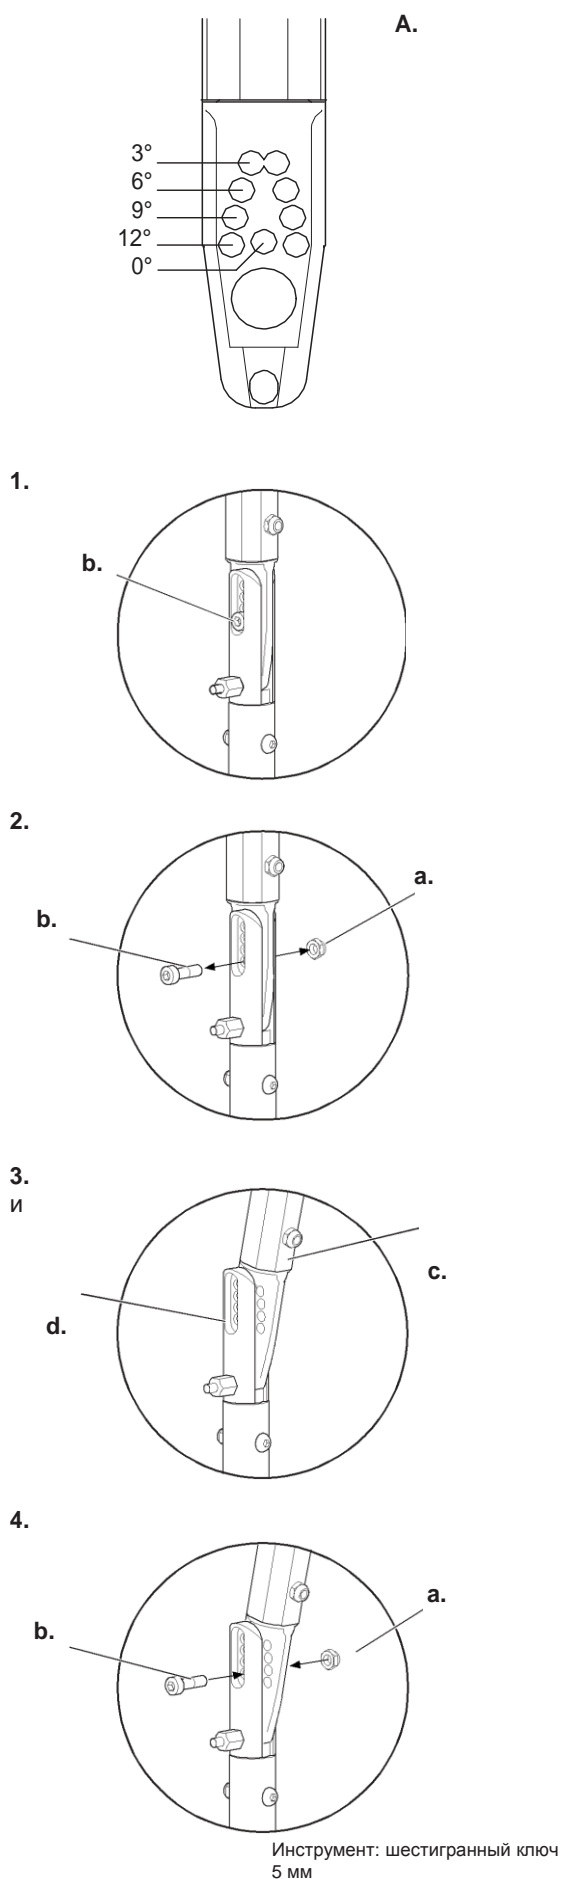 A.
3°
6°
9°
12°
0°
1.
b.
2.
a.
b.
3.
и
c.
d.
4.
a.
b.
Инструмент: шестигранный ключ
5 мм